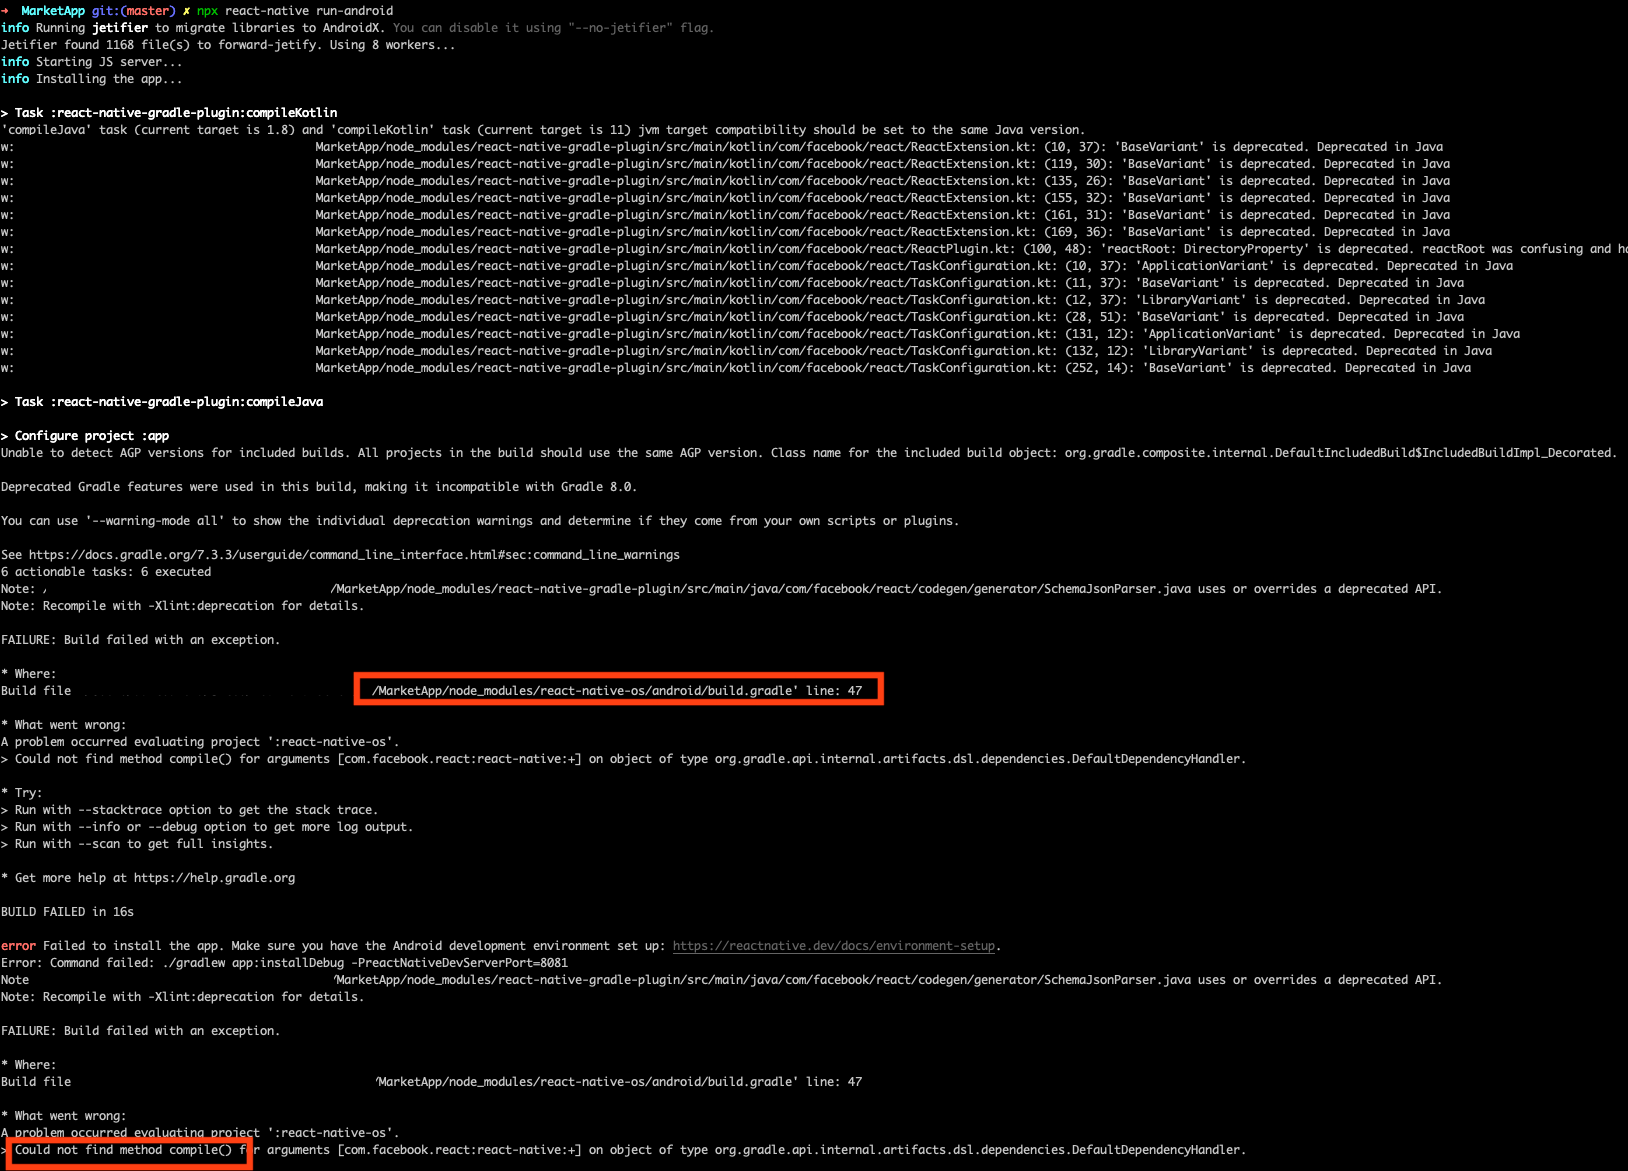 ➜  MarketApp git:(master) ✗ npx react-native run-android
info Running jetifier to migrate libraries to AndroidX. You can disable it using "--no-jetifier" flag.
Jetifier found 1168 file(s) to forward-jetify. Using 8 workers...
info Starting JS server...
info Installing the app...
> Task :react-native-gradle-plugin:compileKotlin
'compileJava' task (current target is 1.8) and 'compileKotlin' task (current target is 11) jvm target compatibility should be set to the same Java version.
w: MarketApp/node_modules/react-native-gradle-plugin/src/main/kotlin/com/facebook/react/ReactExtension.kt: (10, 37): 'BaseVariant' is deprecated. Deprecated in Java
w: MarketApp/node_modules/react-native-gradle-plugin/src/main/kotlin/com/facebook/react/ReactExtension.kt: (119, 30): 'BaseVariant' is deprecated. Deprecated in Java
w: MarketApp/node_modules/react-native-gradle-plugin/src/main/kotlin/com/facebook/react/ReactExtension.kt: (135, 26): 'BaseVariant' is deprecated. Deprecated in Java
w: MarketApp/node_modules/react-native-gradle-plugin/src/main/kotlin/com/facebook/react/ReactExtension.kt: (155, 32): 'BaseVariant' is deprecated. Deprecated in Java
w: MarketApp/node_modules/react-native-gradle-plugin/src/main/kotlin/com/facebook/react/ReactExtension.kt: (161, 31): 'BaseVariant' is deprecated. Deprecated in Java
w: MarketApp/node_modules/react-native-gradle-plugin/src/main/kotlin/com/facebook/react/ReactExtension.kt: (169, 36): 'BaseVariant' is deprecated. Deprecated in Java
w: MarketApp/node_modules/react-native-gradle-plugin/src/main/kotlin/com/facebook/react/ReactPlugin.kt: (100, 48): 'reactRoot: DirectoryProperty' is deprecated. reactRoot was confusing and
w: MarketApp/node_modules/react-native-gradle-plugin/src/main/kotlin/com/facebook/react/TaskConfiguration.kt: (10, 37): 'ApplicationVariant' is deprecated. Deprecated in Java
w: MarketApp/node_modules/react-native-gradle-plugin/src/main/kotlin/com/facebook/react/TaskConfiguration.kt: (11, 37): 'BaseVariant' is deprecated. Deprecated in Java
w: MarketApp/node_modules/react-native-gradle-plugin/src/main/kotlin/com/facebook/react/TaskConfiguration.kt: (12, 37): 'LibraryVariant' is deprecated. Deprecated in Java
w: MarketApp/node_modules/react-native-gradle-plugin/src/main/kotlin/com/facebook/react/TaskConfiguration.kt: (28, 51): 'BaseVariant' is deprecated. Deprecated in Java
w: MarketApp/node_modules/react-native-gradle-plugin/src/main/kotlin/com/facebook/react/TaskConfiguration.kt: (131, 12): 'ApplicationVariant' is deprecated. Deprecated in Java
w: MarketApp/node_modules/react-native-gradle-plugin/src/main/kotlin/com/facebook/react/TaskConfiguration.kt: (132, 12): 'LibraryVariant' is deprecated. Deprecated in Java
w: MarketApp/node_modules/react-native-gradle-plugin/src/main/kotlin/com/facebook/react/TaskConfiguration.kt: (252, 14): 'BaseVariant' is deprecated. Deprecated in Java
> Task :react-native-gradle-plugin:compileJava
> Configure project :app
Unable to detect AGP versions for included builds. All projects in the build should use the same AGP version. Class name for the included build object: org.gradle.composite.internal.DefaultIncludedBuild$IncludedBuildImpl_Decorated.
Deprecated Gradle features were used in this build, making it incompatible with Gradle 8.0.
You can use '--warning-mode all' to show the individual deprecation warnings and determine if they come from your own scripts or plugins.
See https://docs.gradle.org/7.3.3/userguide/command_line_interface.html#sec:command_line_warnings
6 actionable tasks: 6 executed
Note: /MarketApp/node_modules/react-native-gradle-plugin/src/main/java/com/facebook/react/codegen/generator/SchemaJsonParser.java uses or overrides a deprecated API.
Note: Recompile with -Xlint:deprecation for details.
FAILURE: Build failed with an exception.
* Where:
Build file /MarketApp/node_modules/react-native-os/android/build.gradle' line: 47
* What went wrong:
A problem occurred evaluating project ':react-native-os'.
> Could not find method compile() for arguments [com.facebook.react:react-native:+] on object of type org.gradle.api.internal.artifacts.dsl.dependencies.DefaultDependencyHandler.
* Try:
> Run with --stacktrace option to get the stack trace.
> Run with --info or --debug option to get more log output.
> Run with --scan to get full insights.
* Get more help at https://help.gradle.org
BUILD FAILED in 16s
error Failed to install the app. Make sure you have the Android development environment set up: https://reactnative.dev/docs/environment-setup.
Error: Command failed: ./gradlew app:installDebug -PreactNativeDevServerPort=8081
Note MarketApp/node_modules/react-native-gradle-plugin/src/main/java/com/facebook/react/codegen/generator/SchemaJsonParser.java uses or overrides a deprecated API.
Note: Recompile with -Xlint:deprecation for details.
FAILURE: Build failed with an exception.
* Where:
Build file MarketApp/node_modules/react-native-os/android/build.gradle' line: 47
* What went wrong:
A problem occurred evaluating project ':react-native-os'.
> Could not find method compile() for arguments [com.facebook.react:react-native:+] on object of type org.gradle.api.internal.artifacts.dsl.dependencies.DefaultDependencyHandler.